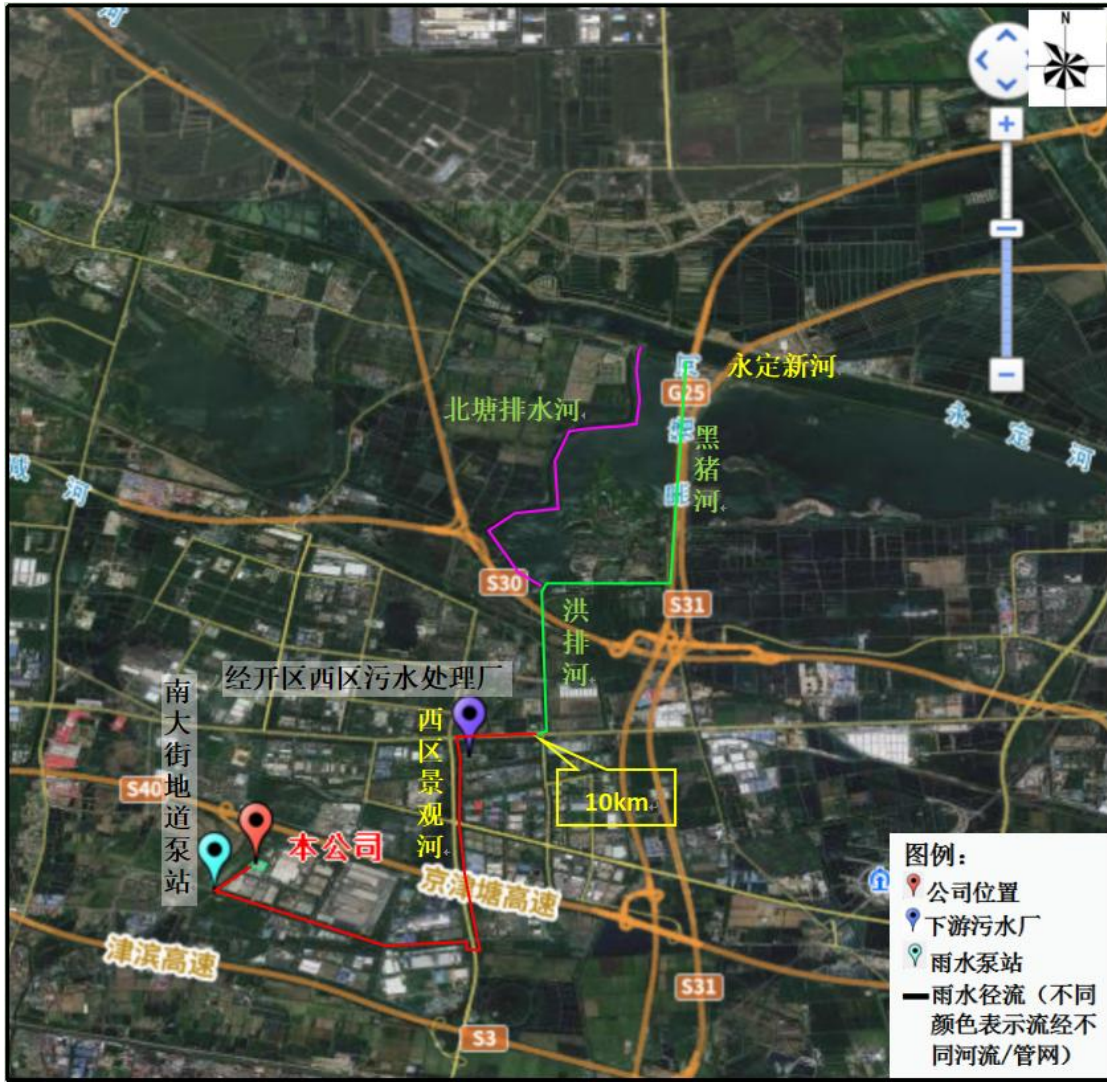 河
N
永定新河
G25
北塘排水河
黑猪河
永定河
河
S30
S31
洪排河
经开区西区污水处理厂
南大街地道泵站
西区景观河
10km
S40
本公司
京津塘高速
津滨高速
S31
S3
图例：
公司位置
下游污水厂
雨水泵站
雨水径流（不同
颜色表示流经不
同河流/管网）